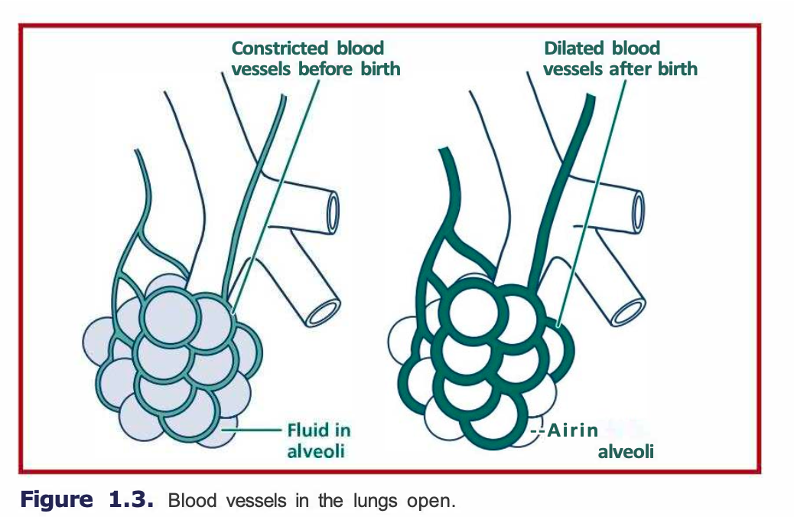 Constricted blood
vessels before birth
Dilated blood
vessels after birth
Fluid in
alveoli
--Airin
alveoli
Figure 1.3. Blood vessels in the lungs open.